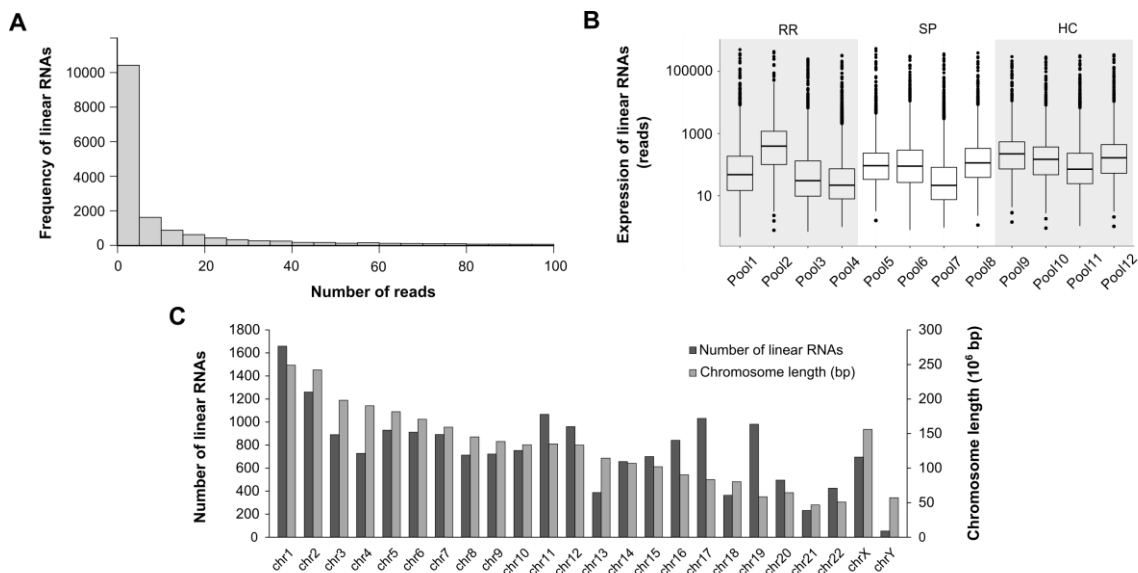 A
Frequency of linear RNAs
10000
8000
6000
4000
2000
0
0 20 40 60 80 100
Number of reads
B
RR SP HC
Expression of linear RNAs
(reads)
100000
1000
10
Pool1 Pool2 Pool3 Pool4 Pool5 Pool6 Pool7 Pool8 Pool9 Pool10 Pool11 Pool12
C
Number of linear RNAs
1800
1600
1400
1200
1000
800
600
400
200
0
Number of linear RNAs
Chromosome length (bp)
300
250
200
150
100
50
0
Chromosome length (10⁶ bp)
chr1 chr2 chr3 chr4 chr5 chr6 chr7 chr8 chr9 chr10 chr11 chr12 chr13 chr14 chr15 chr16 chr17 chr18 chr19 chr20 chr21 chr22 chrX chrY